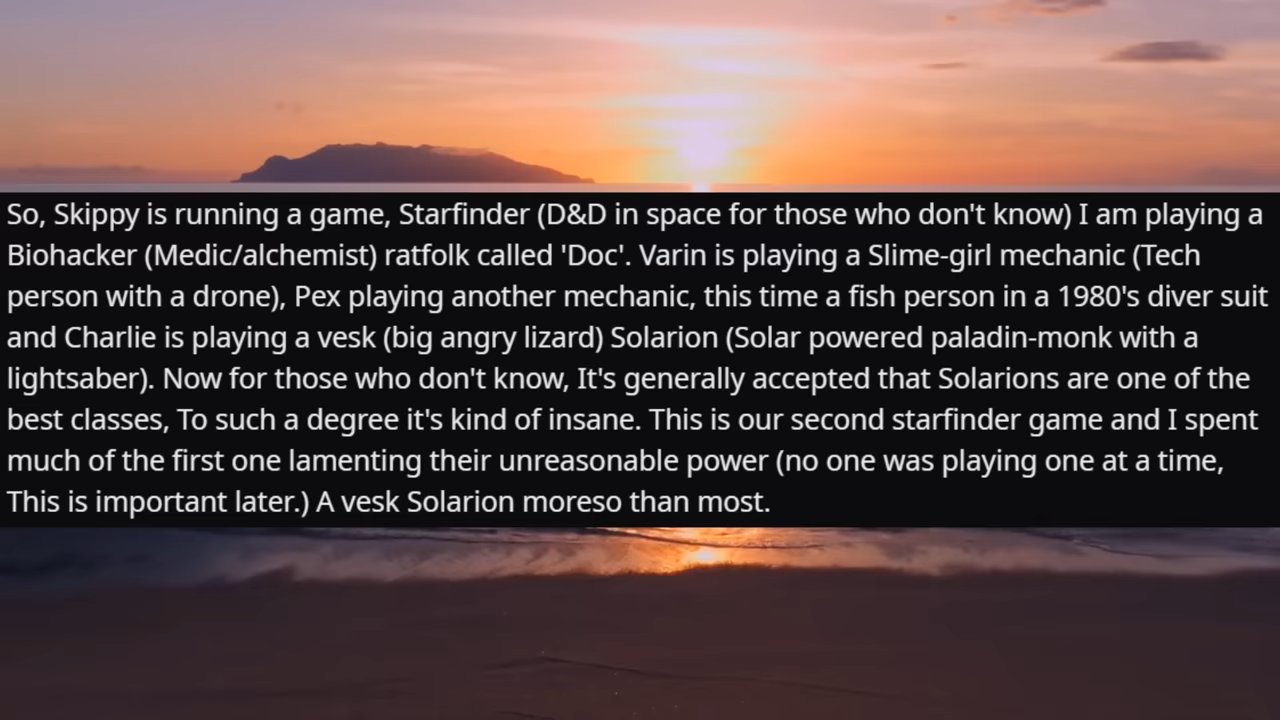 So, Skippy is running a game, Starfinder (D&D in space for those who don't know) I am playing a
Biohacker (Medic/alchemist) ratfolk called 'Doc'. Varin is playing a Slime-girl mechanic (Tech
person with a drone), Pex playing another mechanic, this time a fish person in a 1980's diver suit
and Charlie is playing a vesk (big angry lizard) Solarion (Solar powered paladin-monk with a
lightsaber). Now for those who don't know, It's generally accepted that Solarions are one of the
best classes, To such a degree it's kind of insane. This is our second starfinder game and I spent
much of the first one lamenting their unreasonable power (no one was playing one at a time,
This is important later.) A vesk Solarion moreso than most.